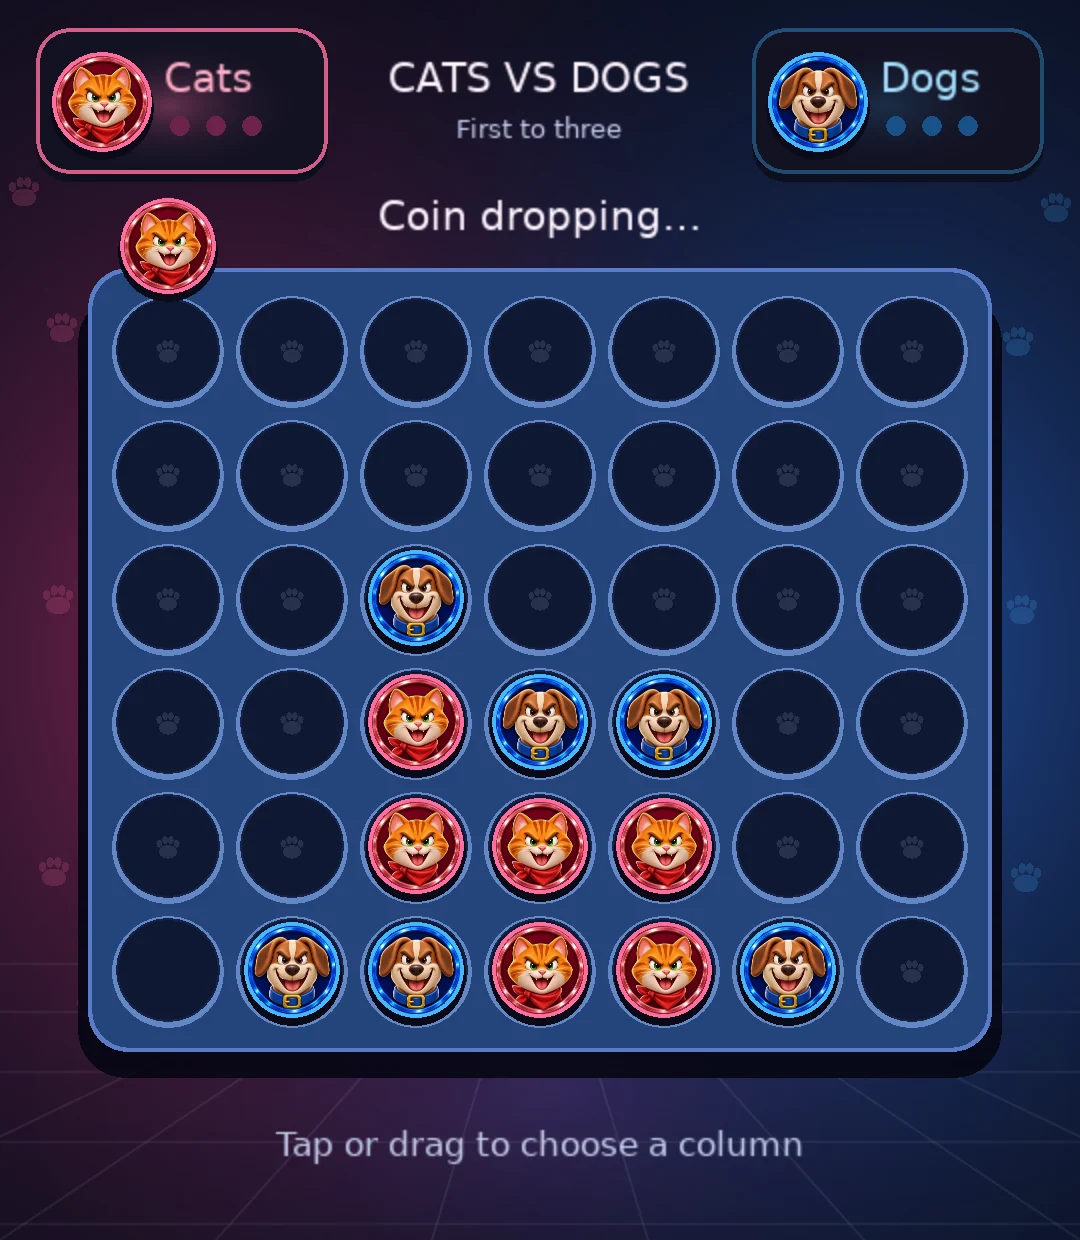 Cats
CATS VS DOGS
First to three
Dogs
Coin dropping...
Tap or drag to choose a column